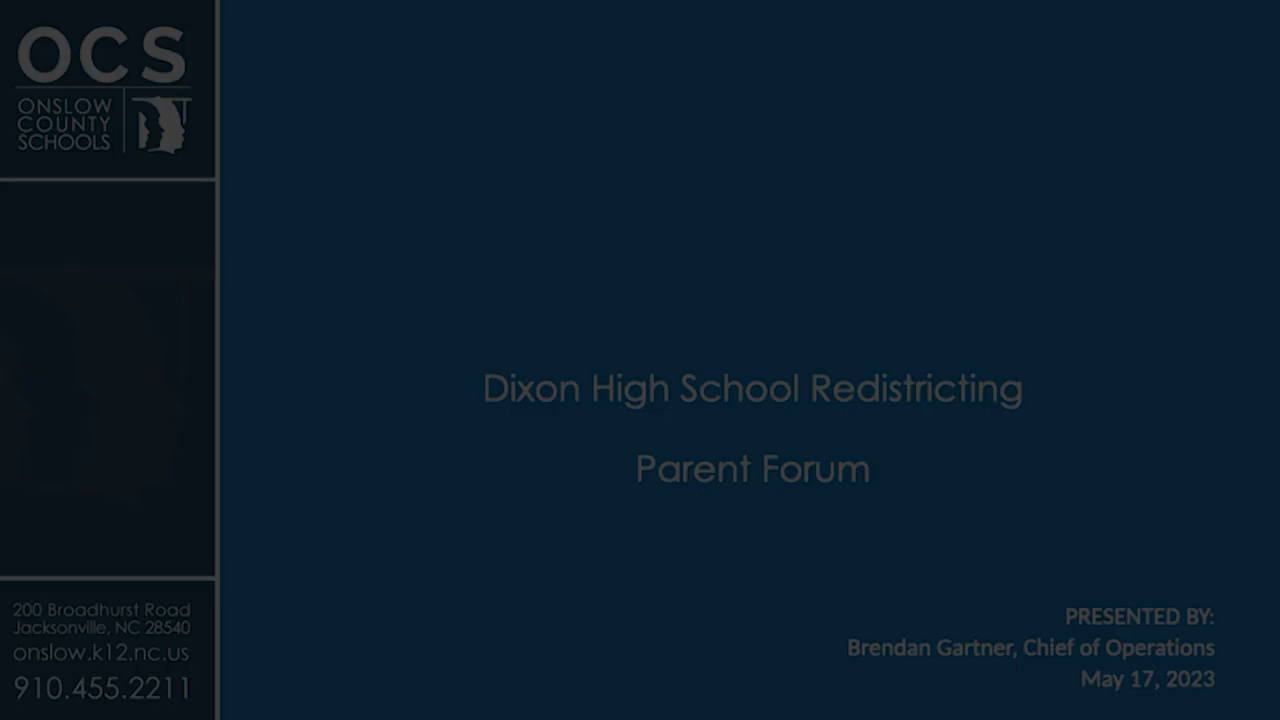 OCS
ONSLOW
COUNTY
SCHOOLS
Dixon High School Redistricting
Parent Forum
200 Broadhurst Road
Jacksonville, NC 28540
onslow.k12.nc.us
910.455.2211
PRESENTED BY:
Brendan Gartner, Chief of Operations
May 17, 2023